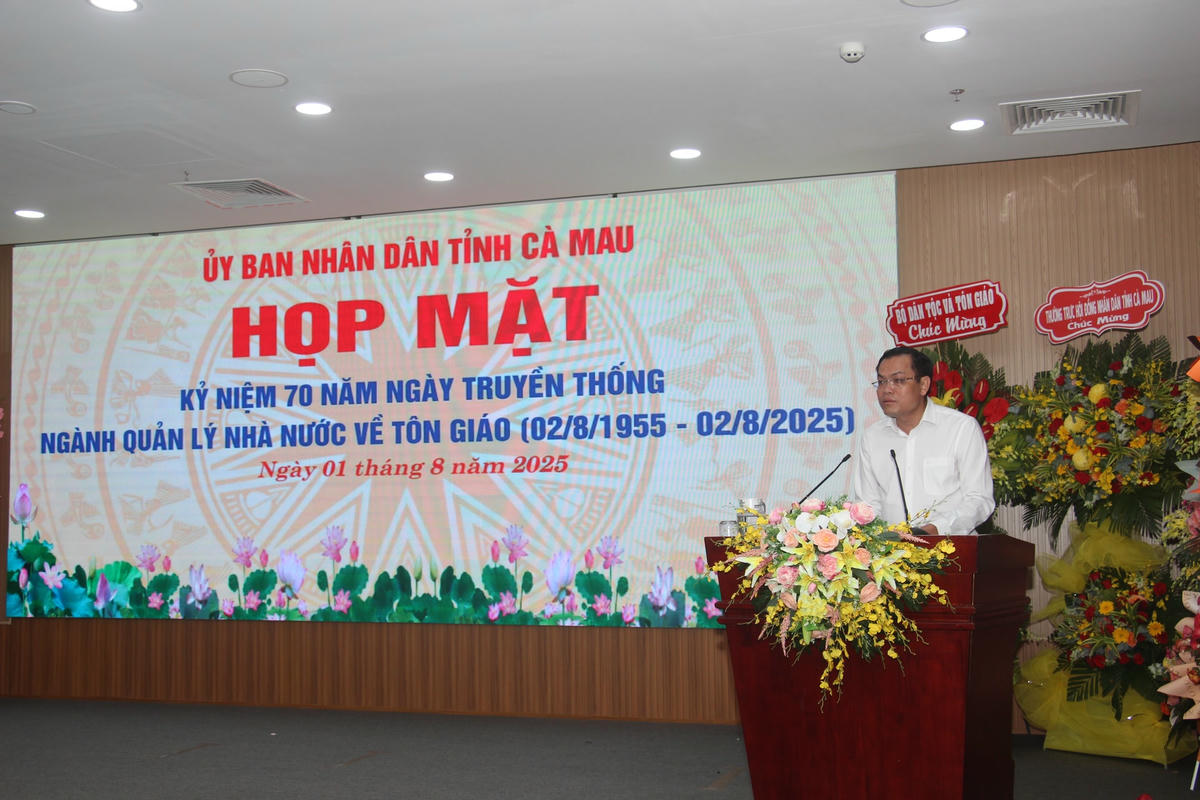 ỦY BAN NHÂN DÂN TỈNH CÀ MAU
HỌP MẶT
KỶ NIỆM 70 NĂM NGÀY TRUYỀN THỐNG
NGÀNH QUẢN LÝ NHÀ NƯỚC VỀ TÔN GIÁO (02/8/1955 - 02/8/2025)
Ngày 01 tháng 8 năm 2025
BỘ DÂN TỘC VÀ TÔN GIÁO
Chúc Mừng
THƯỜNG TRỰC HỘI ĐỒNG NHÂN DÂN TỈNH CÀ MAU
Chúc Mừng